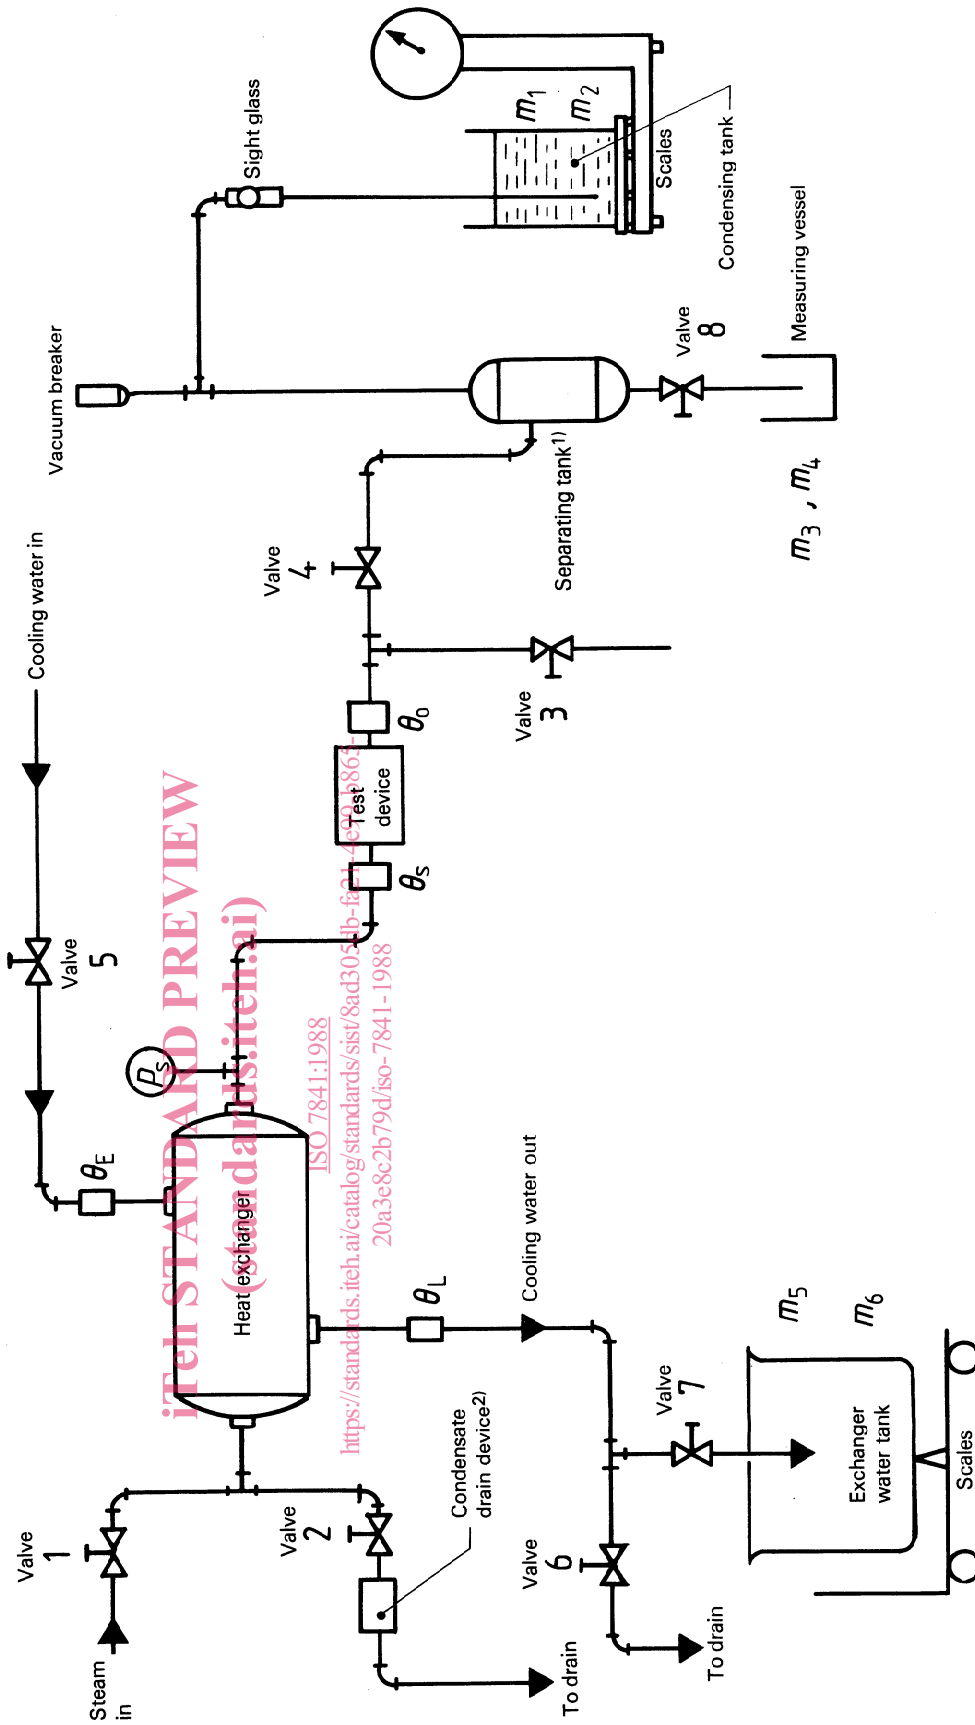 Steam
in
Valve
1
Valve
2
Condensate
drain device2)
To drain
Heat exchanger
θE
Ps
Valve
5
Cooling water in
θL
Cooling water out
Valve
6
To drain
Valve
7
m5
m6
Exchanger
water tank
Scales
θs
Test
device
θo
Valve
3
Valve
4
Separating tank1)
Vacuum breaker
Sight glass
m1
m2
Scales
Condensing tank
Valve
8
Measuring vessel
m3 , m4
iTeh STANDARD PREVIEW
(standards.iteh.ai)
ISO 7841:1988
https://standards.iteh.ai/catalog/standards/sist/8ad305db-fa21-4e99-b865-
20a3e8c2b79d/iso-7841-1988